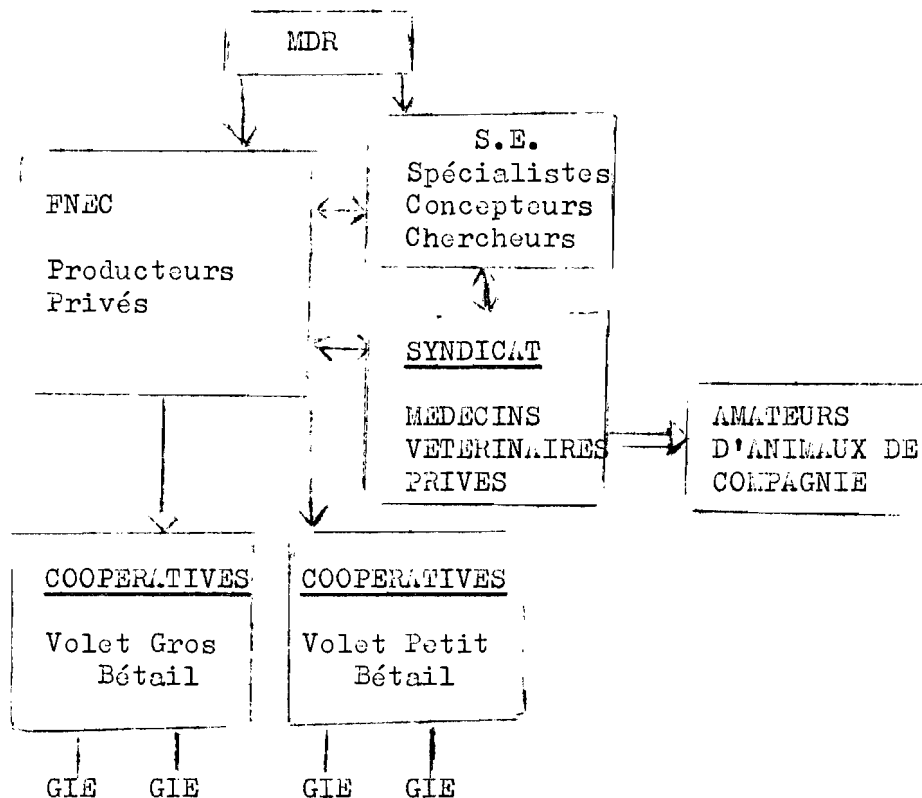 MDR
S.E.
Spécialistes
Concepteurs
Chercheurs
FNEC
Producteurs
Privés
SYNDICAT
MEDECINS
VETERINAIRES
PRIVES
AMATEURS
D'ANIMAUX DE
COMPAGNIE
COOPERATIVES
Volet Gros
Bétail
COOPERATIVES
Volet Petit
Bétail
GIE GIE GIE GIE